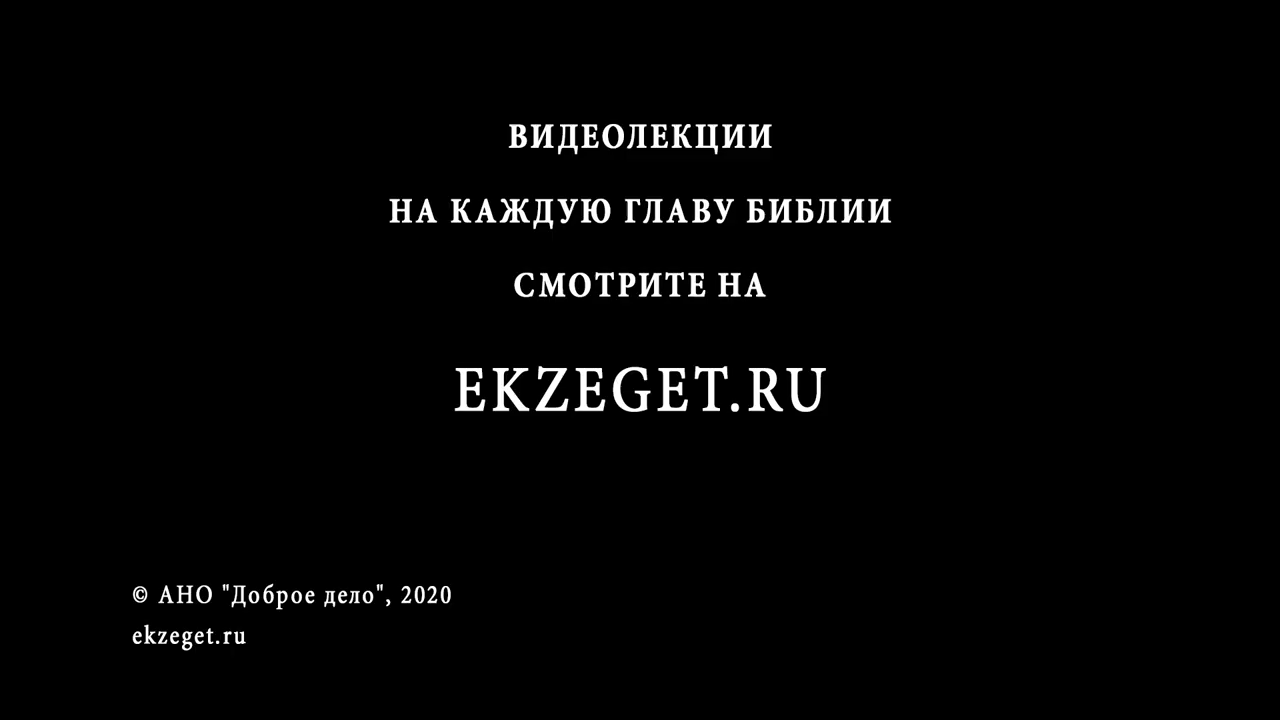 ВИДЕОЛЕКЦИИ
НА КАЖДУЮ ГЛАВУ БИБЛИИ
СМОТРИТЕ НА
EKZEGET.RU
© АНО "Доброе дело", 2020
ekzeget.ru